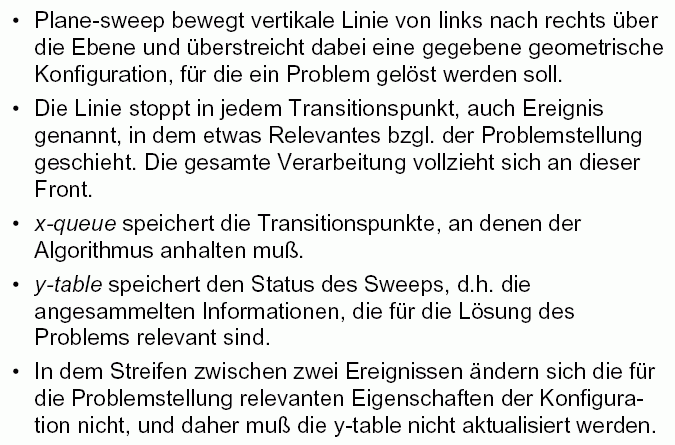 • Plane-sweep bewegt vertikale Linie von links nach rechts über
die Ebene und überstreicht dabei eine gegebene geometrische
Konfiguration, für die ein Problem gelöst werden soll.
• Die Linie stoppt in jedem Transitionspunkt, auch Ereignis
genannt, in dem etwas Relevantes bzgl. der Problemstellung
geschieht. Die gesamte Verarbeitung vollzieht sich an dieser
Front.
• x-queue speichert die Transitionspunkte, an denen der
Algorithmus anhalten muß.
• y-table speichert den Status des Sweeps, d.h. die
angesammelten Informationen, die für die Lösung des
Problems relevant sind.
• In dem Streifen zwischen zwei Ereignissen ändern sich die für
die Problemstellung relevanten Eigenschaften der Konfigura-
tion nicht, und daher muß die y-table nicht aktualisiert werden.